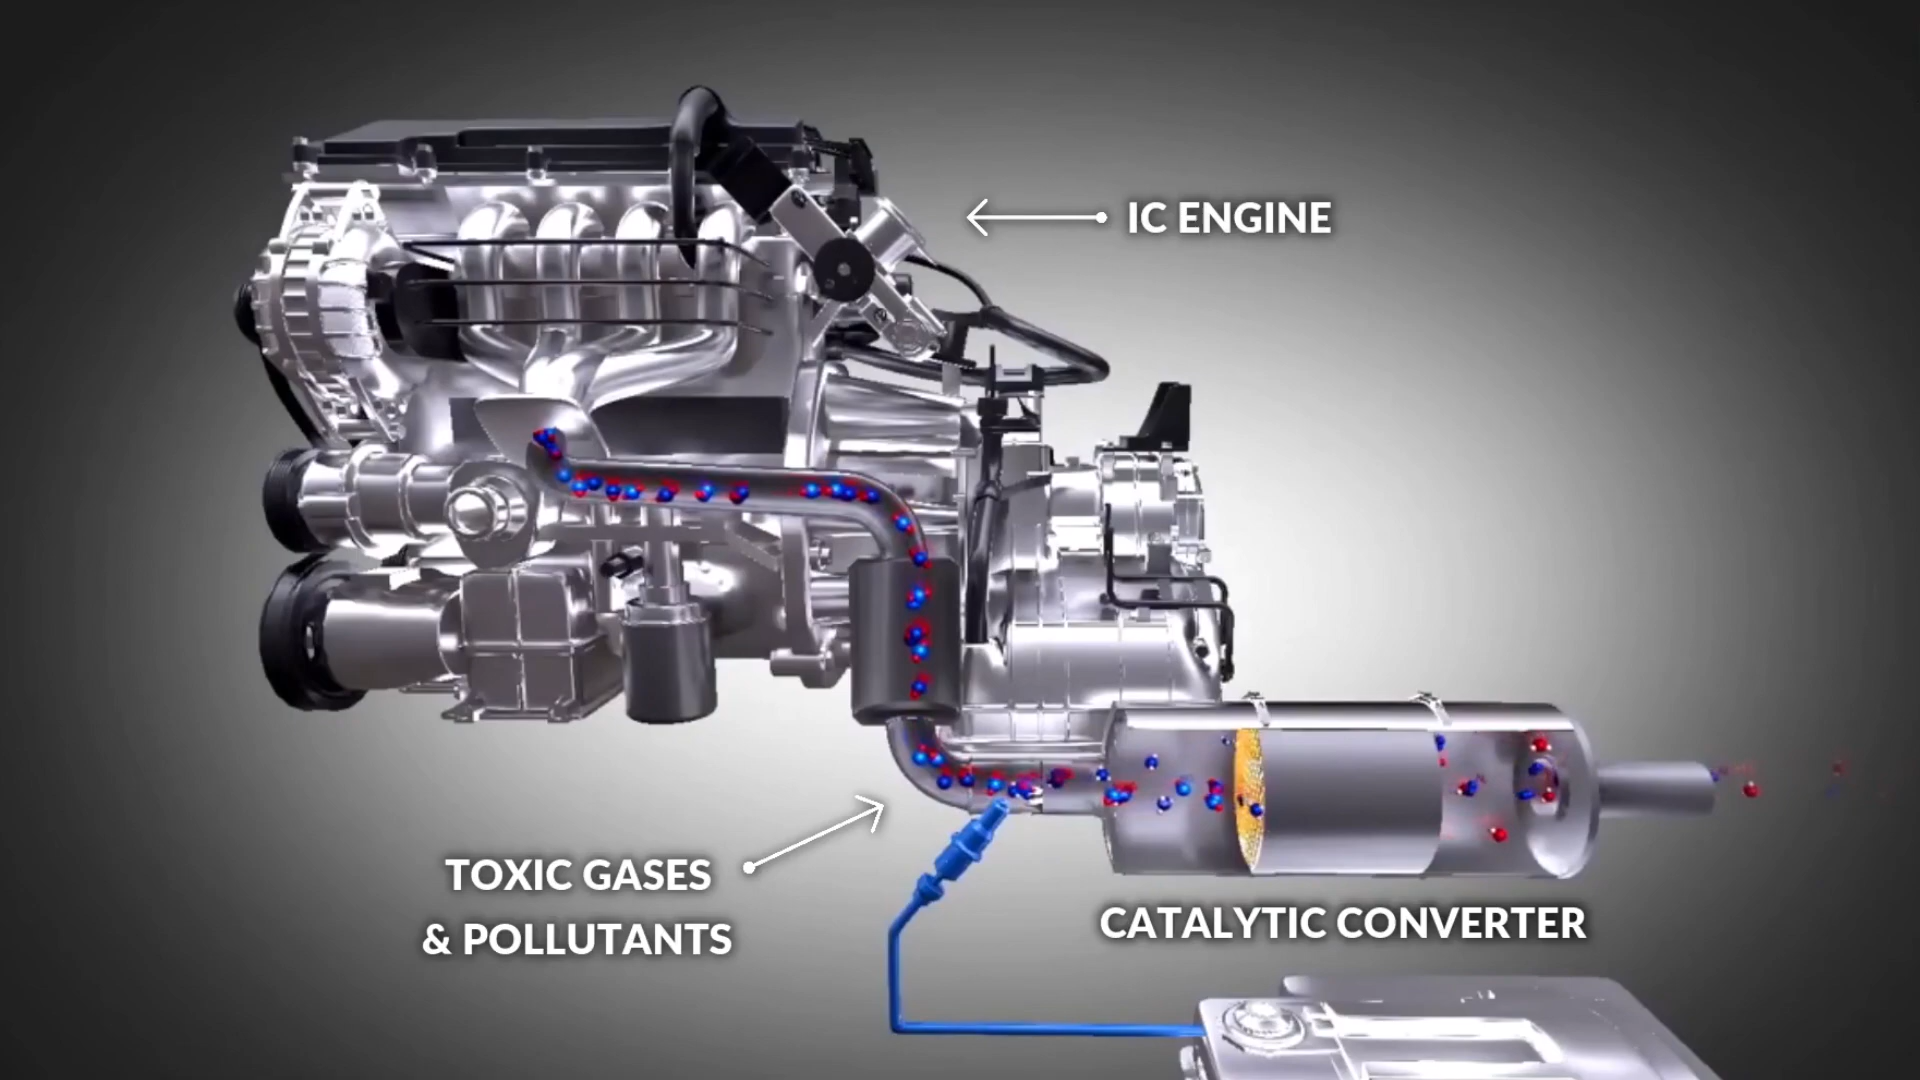 IC ENGINE
TOXIC GASES
& POLLUTANTS
CATALYTIC CONVERTER